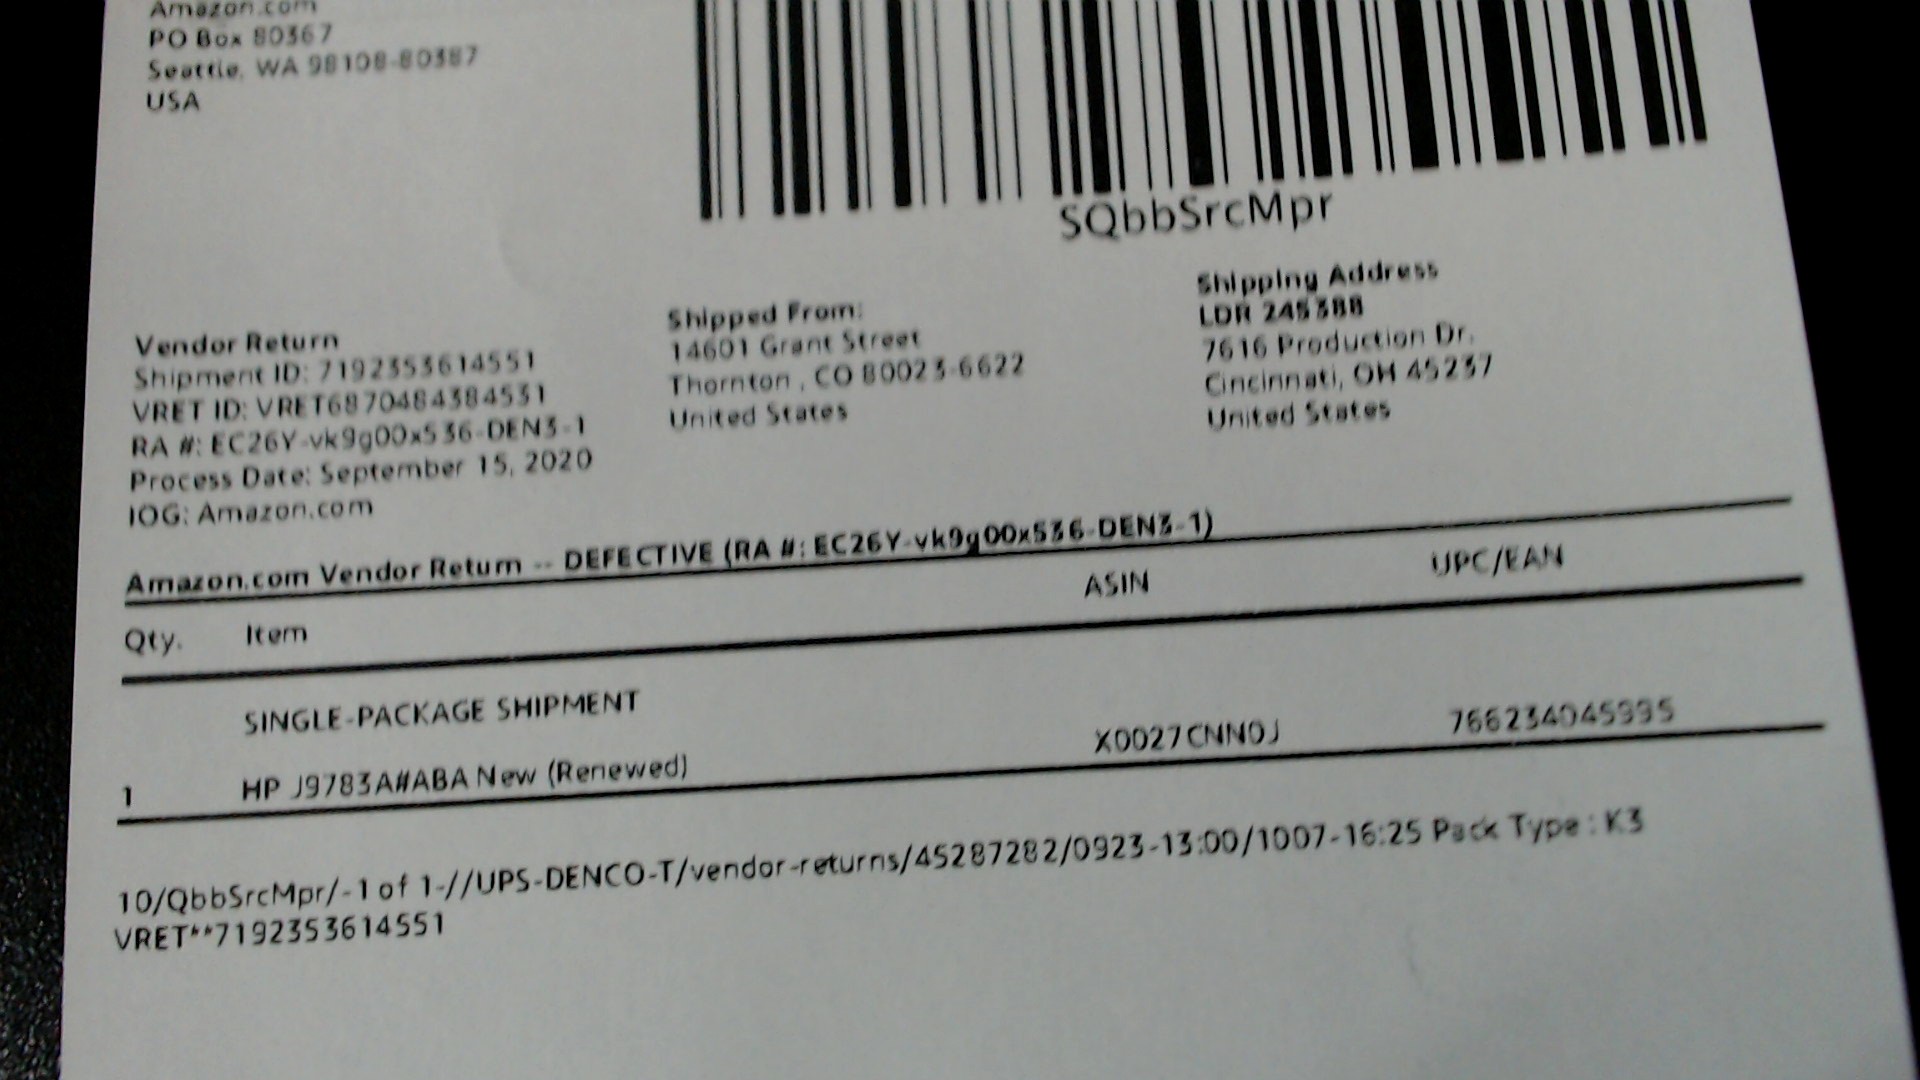 Amazon.com
PO Box 80367
Seattle, WA 98108-80387
USA
SQbbSrcMpr
Vendor Return
Shipment ID: 7192353614551
VRET ID: VRET6870484384531
RA #: EC26Y-vk9g00x536-DEN3-1
Process Date: September 15, 2020
IOG: Amazon.com
Shipped From:
14601 Grant Street
Thornton , CO 80023-6622
United States
Shipping Address
LDR 245388
7616 Production Dr.
Cincinnati, OH 45237
United States
Amazon.com Vendor Return -- DEFECTIVE (RA #: EC26Y-vk9g00x536-DEN3-1)
Qty. Item ASIN UPC/EAN
SINGLE-PACKAGE SHIPMENT
1 HP J9783A#ABA New (Renewed) X0027CNN0J 766234045995
10/QbbSrcMpr/-1 of 1-//UPS-DENCO-T/vendor-returns/45287282/0923-13:00/1007-16:25 Pack Type : K3
VRET**7192353614551